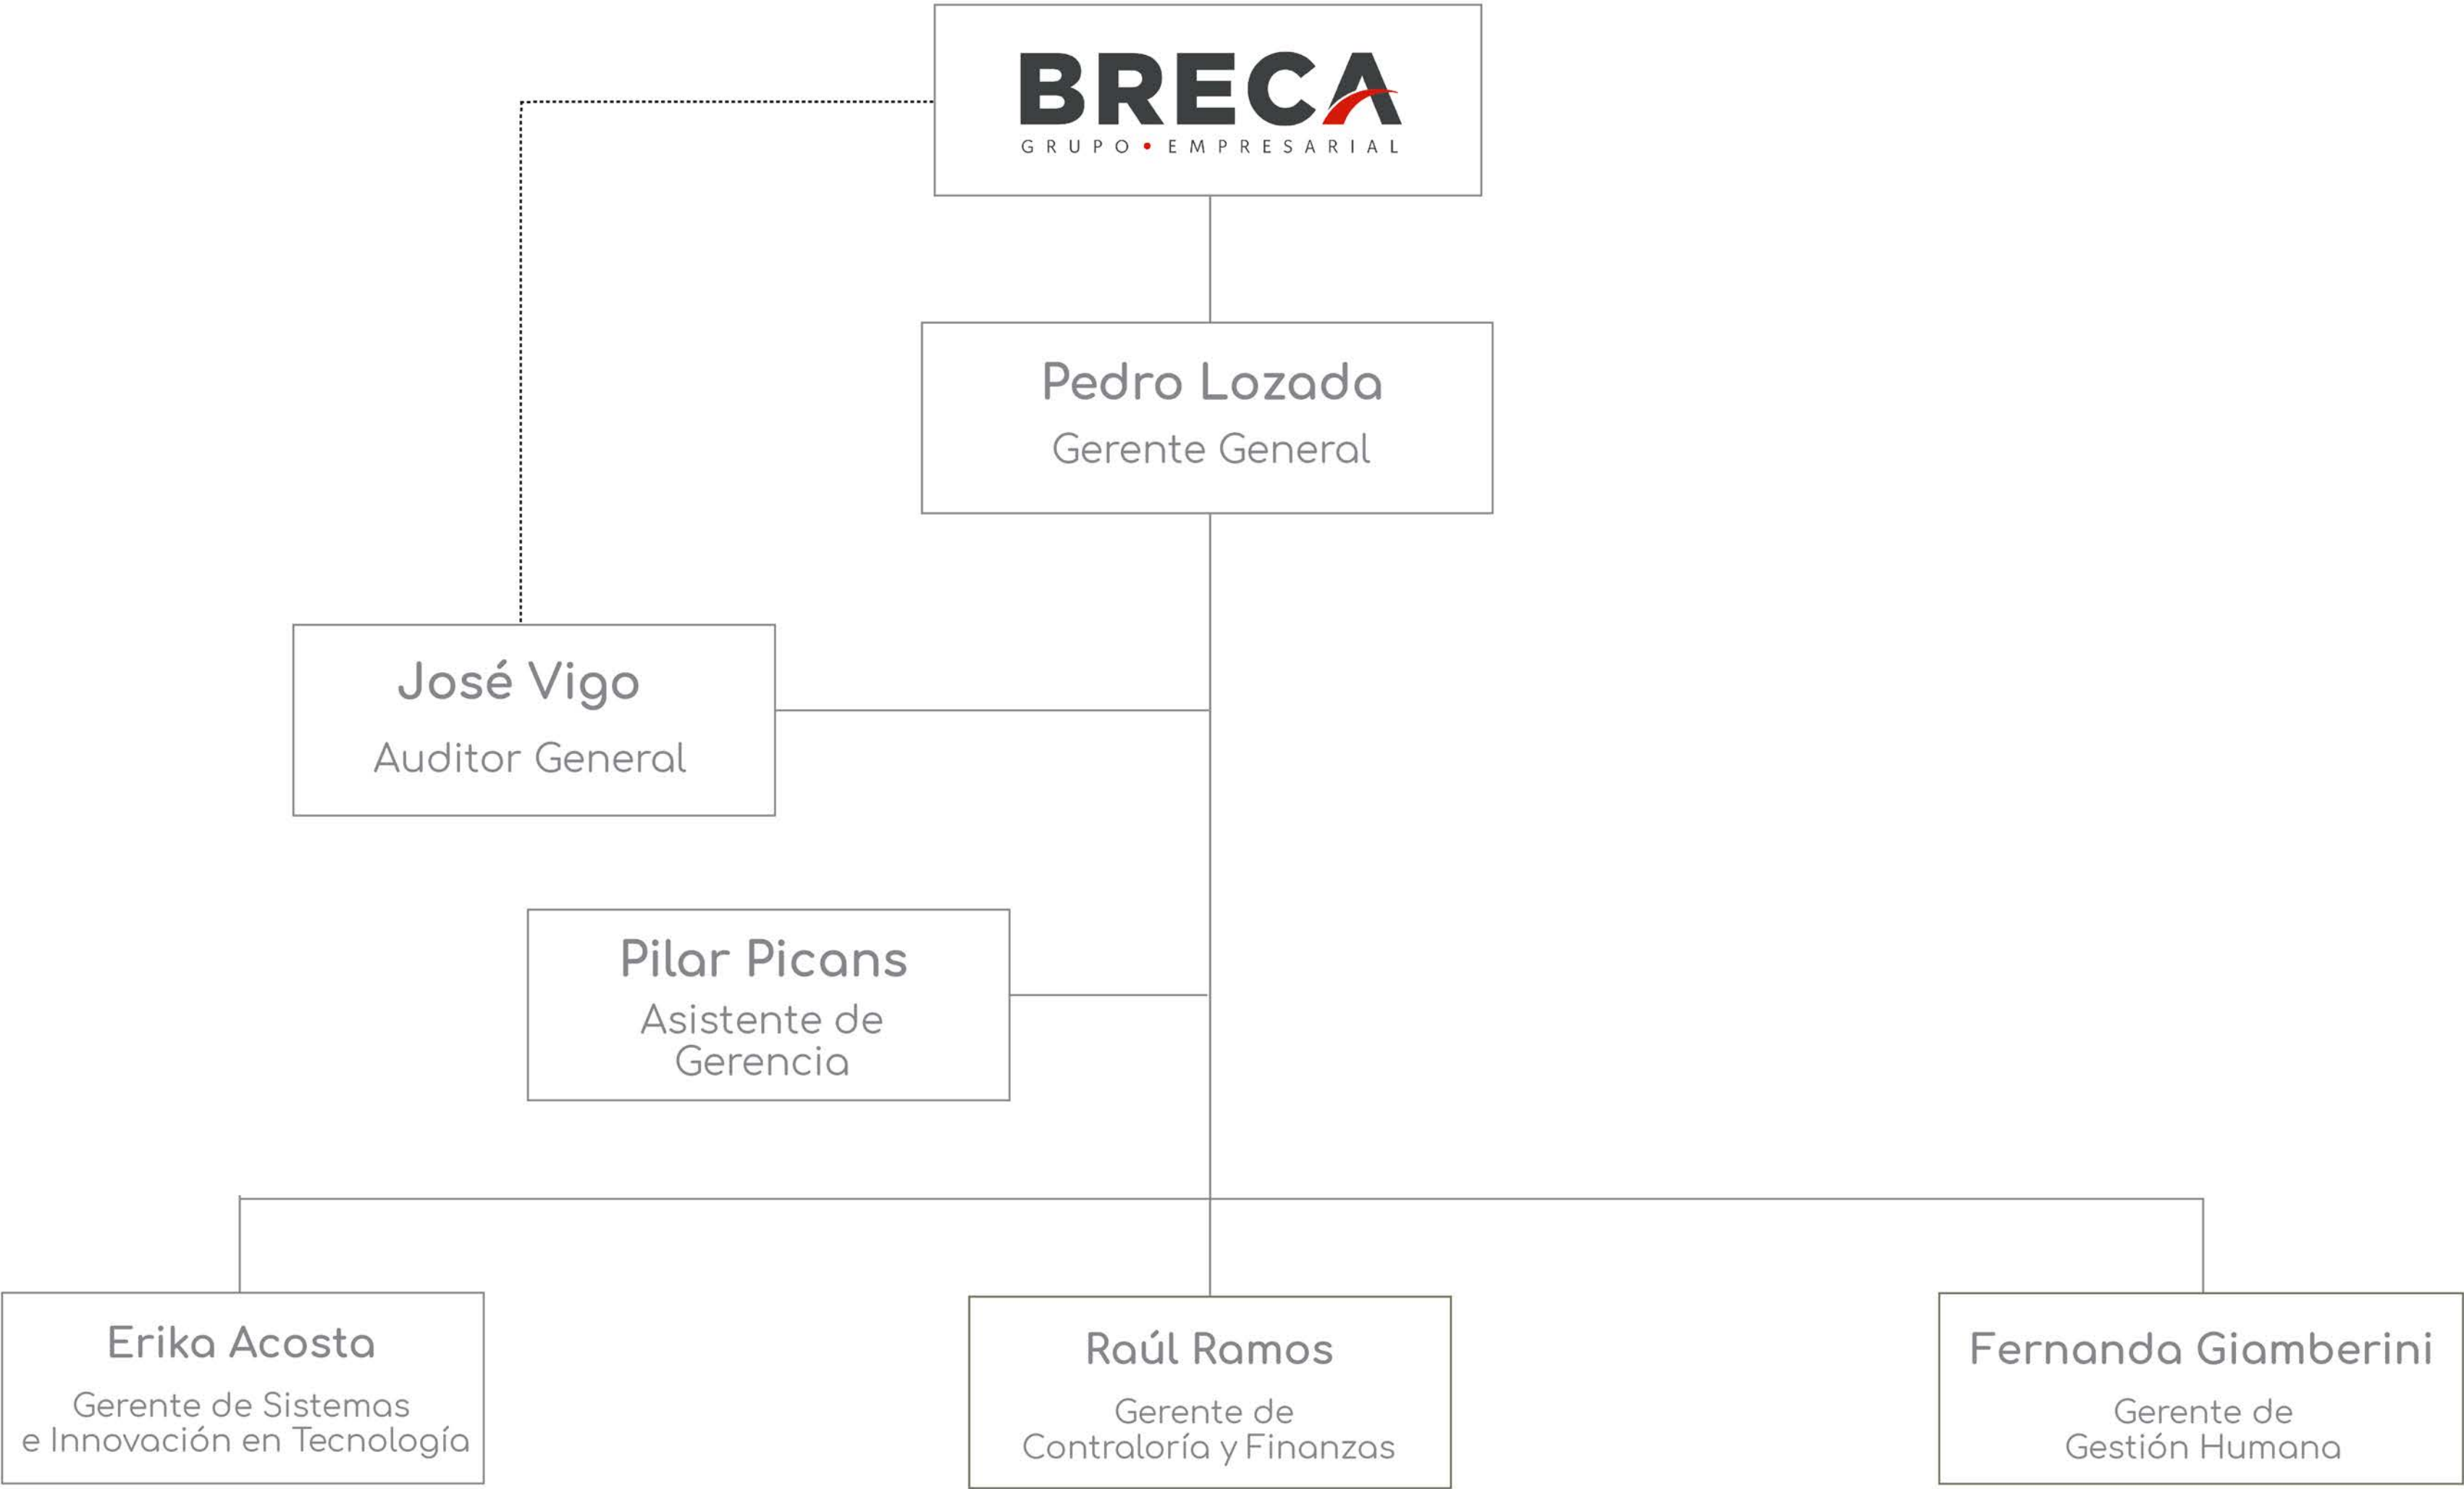 BRECA
GRUPO • EMPRESARIAL
Pedro Lozada
Gerente General
José Vigo
Auditor General
Pilar Picans
Asistente de
Gerencia
Erika Acosta
Gerente de Sistemas
e Innovación en Tecnología
Raúl Ramos
Gerente de
Contraloría y Finanzas
Fernanda Giamberini
Gerente de
Gestión Humana